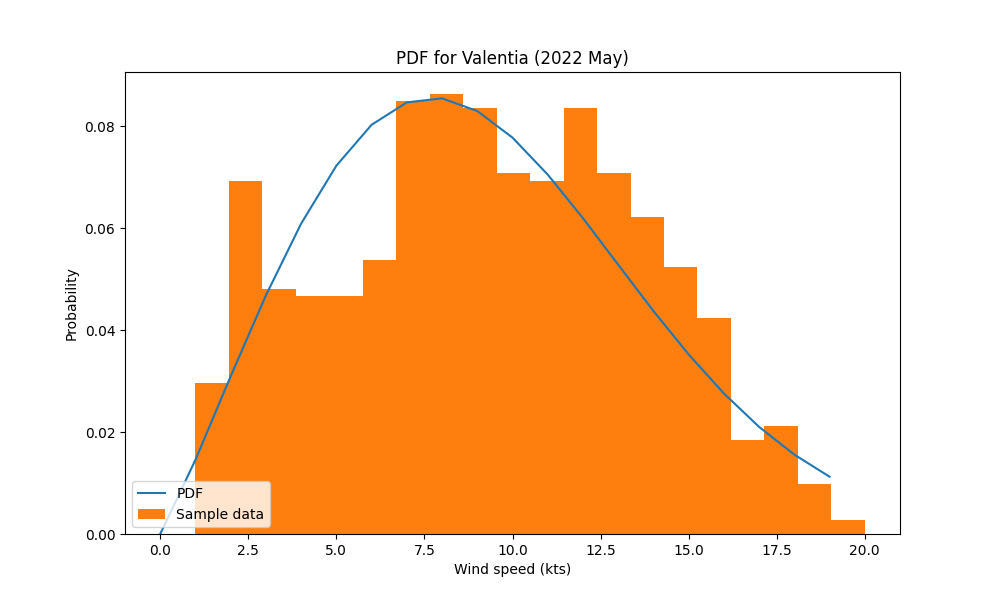 PDF for Valentia (2022 May)
Probability
0.08
0.06
0.04
0.02
0.00
PDF
Sample data
0.0 2.5 5.0 7.5 10.0 12.5 15.0 17.5 20.0
Wind speed (kts)